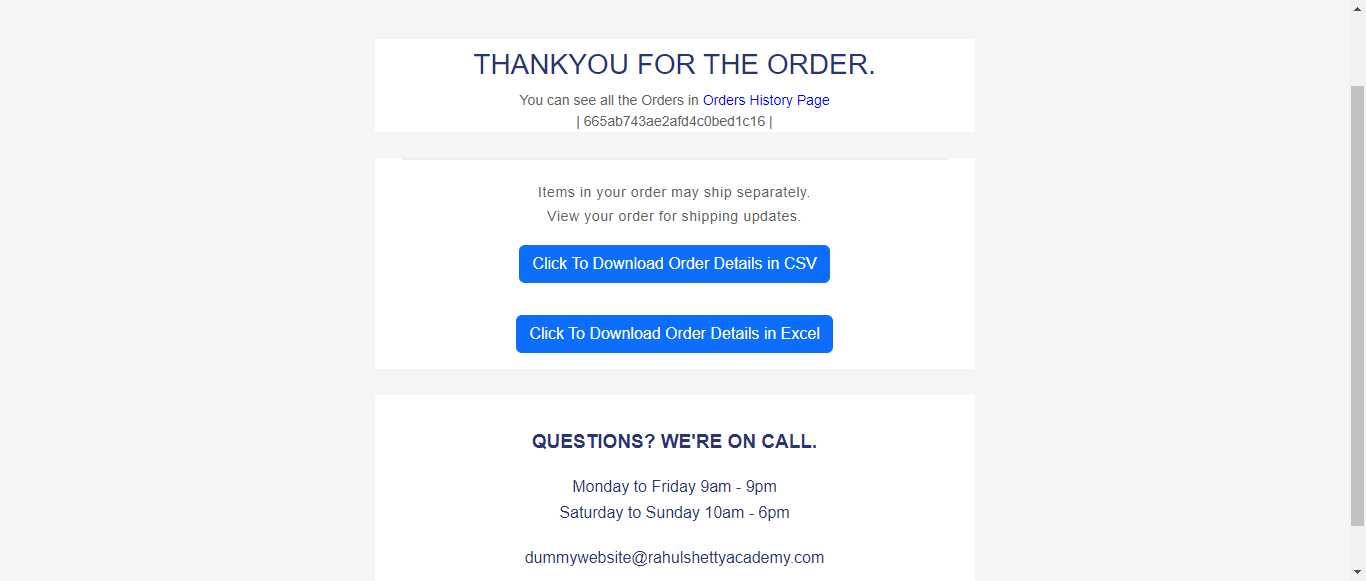 THANKYOU FOR THE ORDER.
You can see all the Orders in Orders History Page
| 665ab743ae2afd4c0bed1c16 |
Items in your order may ship separately.
View your order for shipping updates.
Click To Download Order Details in CSV
Click To Download Order Details in Excel
QUESTIONS? WE'RE ON CALL.
Monday to Friday 9am - 9pm
Saturday to Sunday 10am - 6pm
dummywebsite@rahulshettyacademy.com